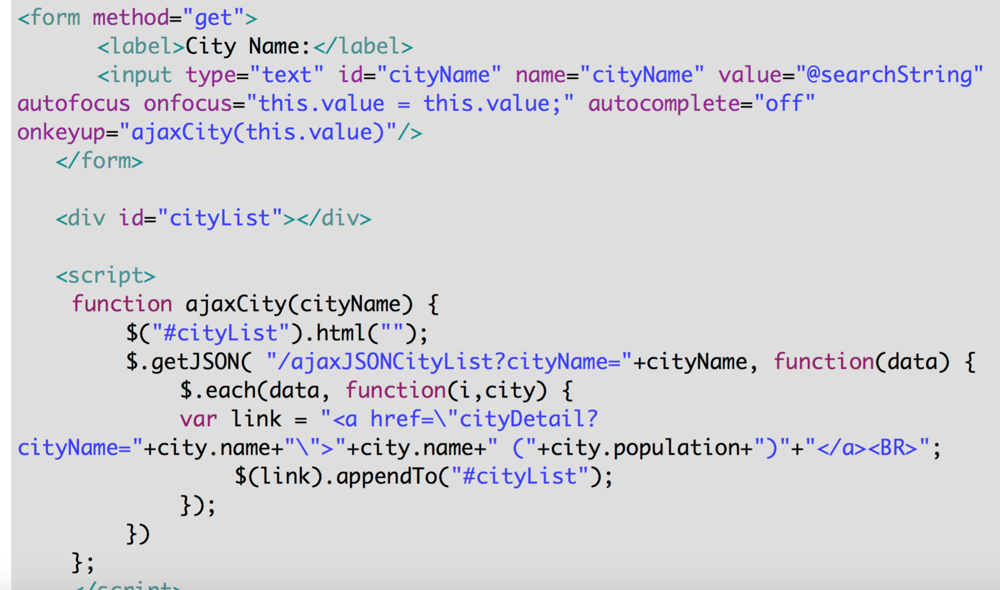 <form method="get">
<label>City Name:</label>
<input type="text" id="cityName" name="cityName" value="@searchString"
autofocus onfocus="this.value = this.value;" autocomplete="off"
onkeyup="ajaxCity(this.value)"/>
</form>
<div id="cityList"></div>
<script>
function ajaxCity(cityName) {
$("#cityList").html("");
$.getJSON( "/ajaxJSONCityList?cityName="+cityName, function(data) {
$.each(data, function(i,city) {
var link = "<a href=\"cityDetail?
cityName="+city.name+"\">"+city.name+" ("+city.population+")"+"</a><BR>";
$(link).appendTo("#cityList");
});
})
};
</script>